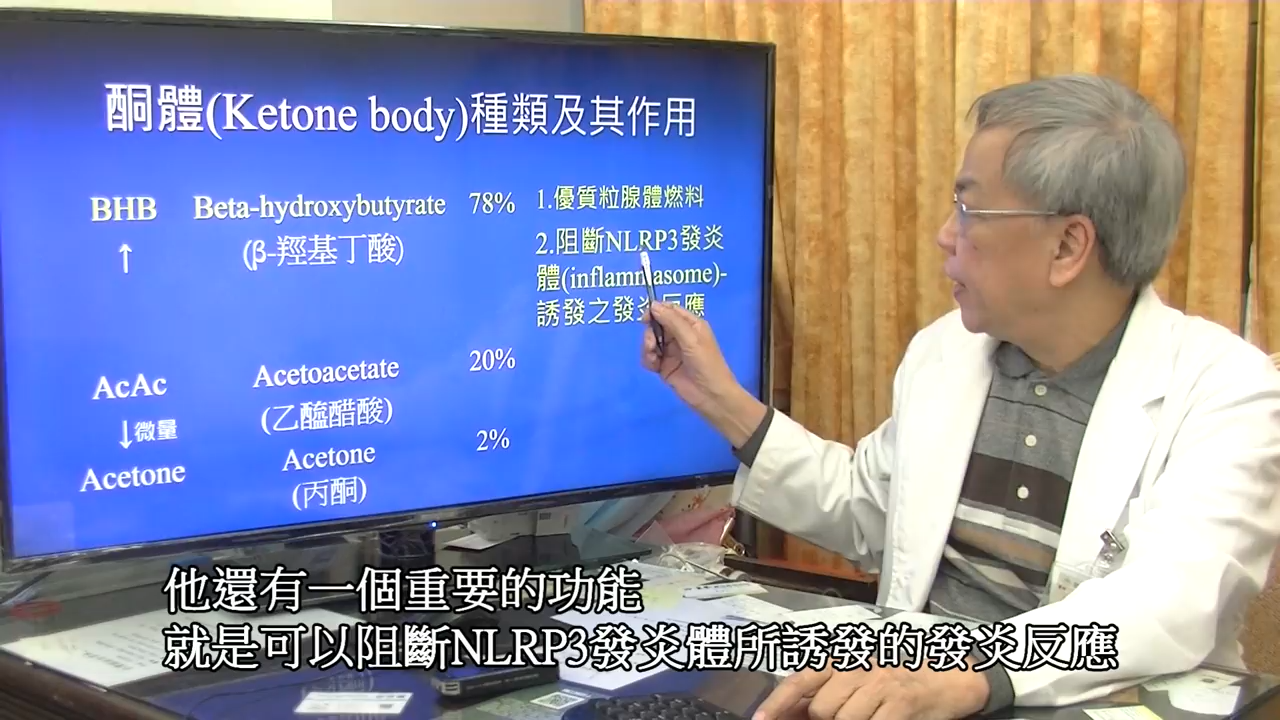 酮體(Ketone body)種類及其作用
BHB Beta-hydroxybutyrate 78% 1.優質粒腺體燃料
↑ (β-羥基丁酸) 2.阻斷NLRP3發炎
體(inflammasome)-
誘發之發炎反應
AcAc Acetoacetate 20%
↓微量 (乙醯醋酸)
Acetone Acetone 2%
(丙酮)
他還有一個重要的功能
就是可以阻斷NLRP3發炎體所誘發的發炎反應